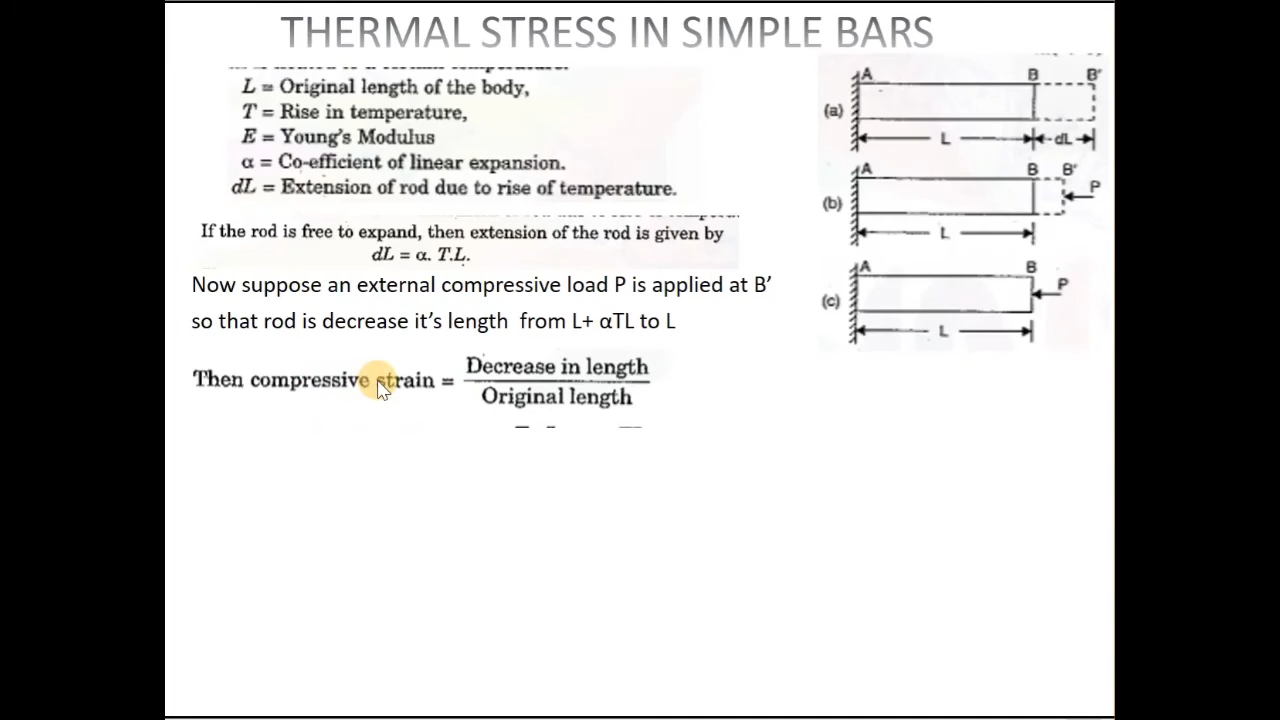 THERMAL STRESS IN SIMPLE BARS
L = Original length of the body,
T = Rise in temperature,
E = Young's Modulus
α = Co-efficient of linear expansion.
dL = Extension of rod due to rise of temperature.
If the rod is free to expand, then extension of the rod is given by
dL = α. T.L.
Now suppose an external compressive load P is applied at B’
so that rod is decrease it’s length from L+ αTL to L
Then compressive strain = Decrease in length
Original length
A B B'
(a)
L dL
A B B'
P
(b)
L
A B
P
(c)
L